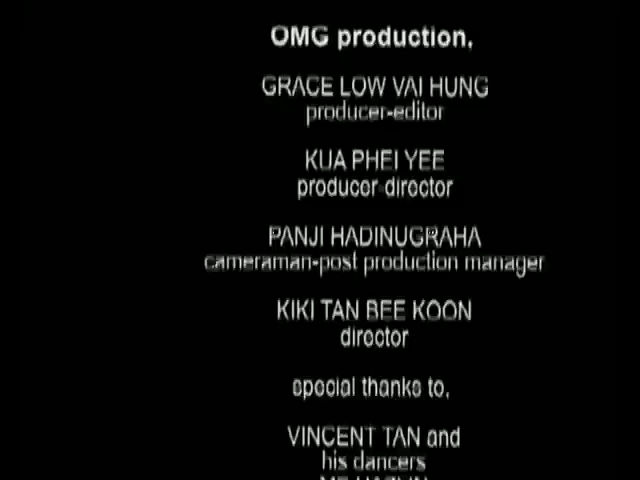 OMG production.
GRACE LOW VAI HUNG
producer-editor
KUA PHEI YEE
producer-director
PANJI HADINUGRAHA
cameraman-post production manager
KIKI TAN BEE KOON
director
special thanks to,
VINCENT TAN and
his dancers